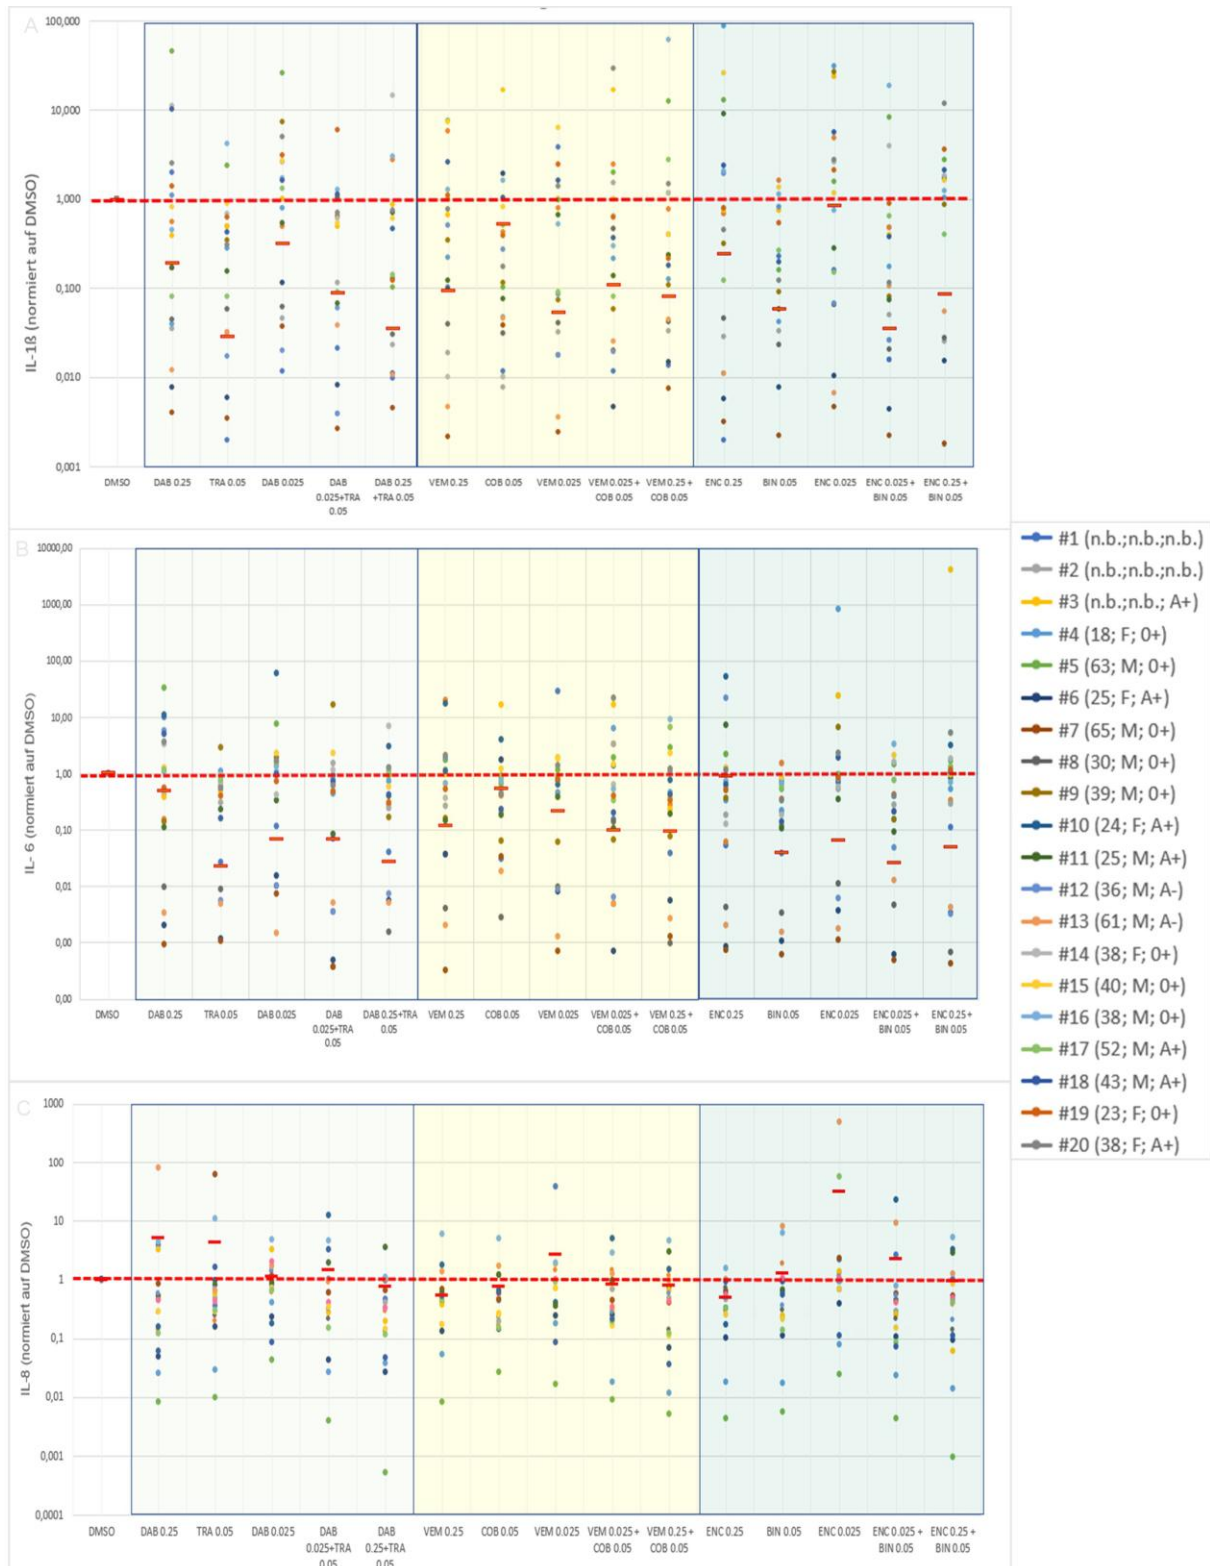 A
100,000
10,000
1,000
0,100
0,010
0,001
IL-1ß (normiert auf DMSO)
DMSO
DAB 0.25
TRA 0.05
DAB 0.025
DAB
0.025+TRA
0.05
DAB 0.25
+TRA 0.05
VEM 0.25
COB 0.05
VEM 0.025
VEM 0.025 +
COB 0.05
VEM 0.25 +
COB 0.05
ENC 0.25
BIN 0.05
ENC 0.025
ENC 0.025 +
BIN 0.05
ENC 0.25 +
BIN 0.05
B
10000,00
1000,00
100,00
10,00
1,00
0,10
0,01
0,00
0,00
IL- 6 (normiert auf DMSO)
DMSO
DAB 0.25
TRA 0.05
DAB 0.025
DAB
0.025+TRA
0.05
DAB 0.25+TRA
0.05
VEM 0.25
COB 0.05
VEM 0.025
VEM 0.025 +
COB 0.05
VEM 0.25 +
COB 0.05
ENC 0.25
BIN 0.05
ENC 0.025
ENC 0.025 +
BIN 0.05
ENC 0.25 +
BIN 0.05
#1 (n.b.;n.b.;n.b.)
#2 (n.b.;n.b.;n.b.)
#3 (n.b.;n.b.; A+)
#4 (18; F; 0+)
#5 (63; M; 0+)
#6 (25; F; A+)
#7 (65; M; 0+)
#8 (30; M; 0+)
#9 (39; M; 0+)
#10 (24; F; A+)
#11 (25; M; A+)
#12 (36; M; A-)
#13 (61; M; A-)
#14 (38; F; 0+)
#15 (40; M; 0+)
#16 (38; M; 0+)
#17 (52; M; A+)
#18 (43; M; A+)
#19 (23; F; 0+)
#20 (38; F; A+)
C
1000
100
10
1
0,1
0,01
0,001
0,0001
IL-8 (normiert auf DMSO)
DMSO
DAB 0.25
TRA 0.05
DAB 0.025
DAB
0.025+TRA
0.05
DAB
0.25+TRA
0.05
VEM 0.25
COB 0.05
VEM 0.025
VEM 0.025 +
COB 0.05
VEM 0.25 +
COB 0.05
ENC 0.25
BIN 0.05
ENC 0.025
ENC 0.025 +
BIN 0.05
ENC 0.25 +
BIN 0.05